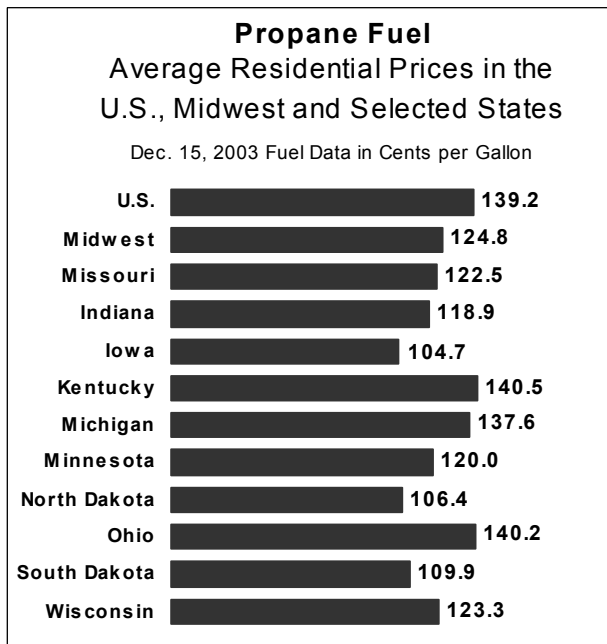 Propane Fuel
Average Residential Prices in the
U.S., Midwest and Selected States
Dec. 15, 2003 Fuel Data in Cents per Gallon
U.S. 139.2
Midwest 124.8
Missouri 122.5
Indiana 118.9
Iowa 104.7
Kentucky 140.5
Michigan 137.6
Minnesota 120.0
North Dakota 106.4
Ohio 140.2
South Dakota 109.9
Wisconsin 123.3